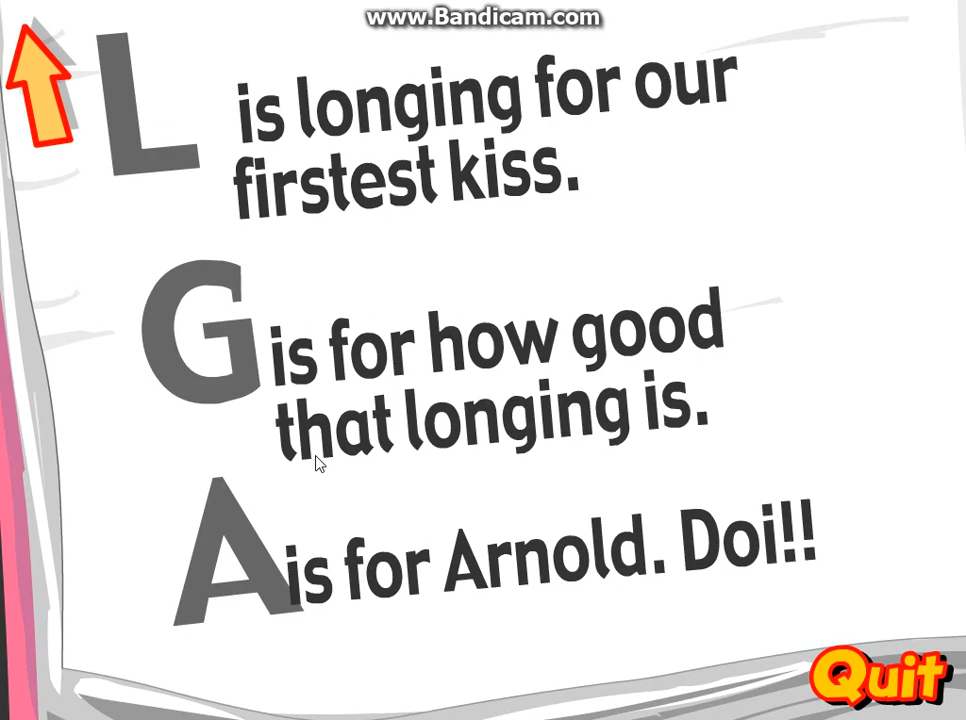 www.Bandicam.com
L is longing for our
firstest kiss.
G is for how good
that longing is.
A is for Arnold. Doi!!
Quit